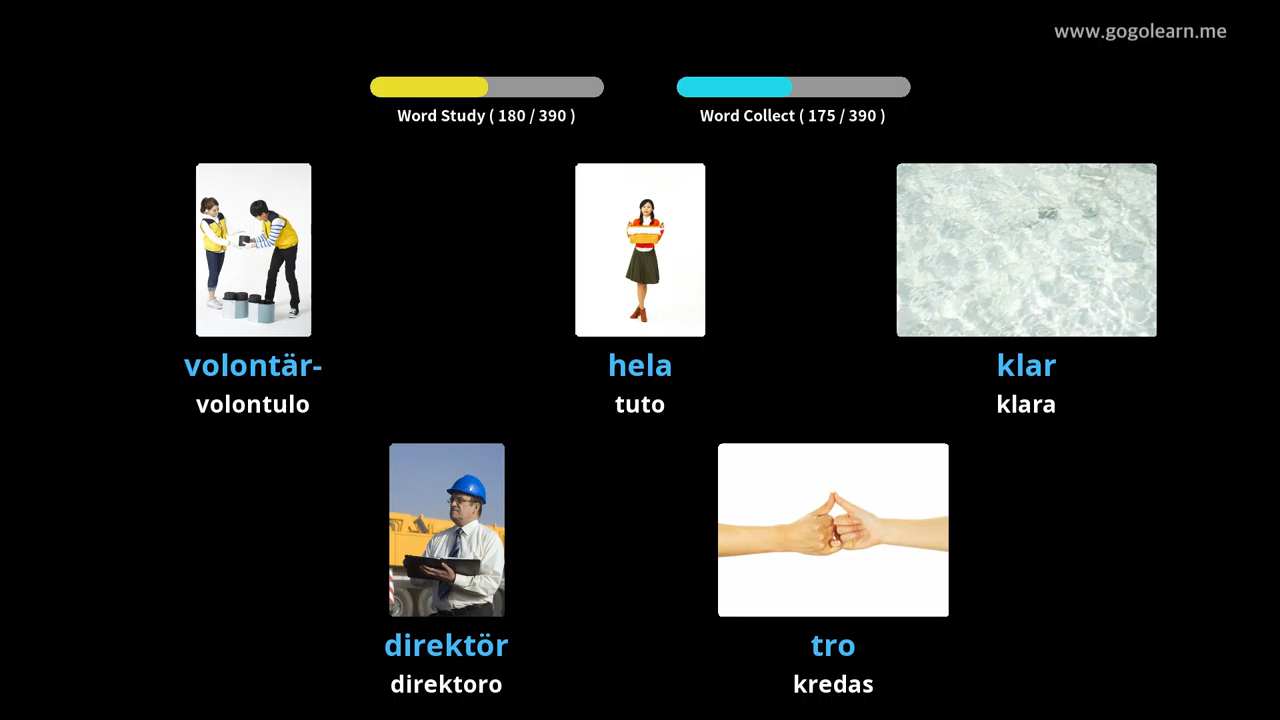 www.gogolearn.me
Word Study ( 180 / 390 )
Word Collect ( 175 / 390 )
volontär-
volontulo
hela
tuto
klar
klara
direktör
direktoro
tro
kredas